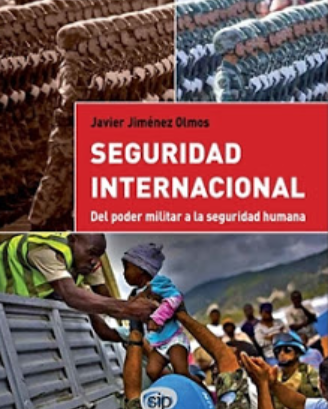 Javier Jiménez Olmos
SEGURIDAD
INTERNACIONAL
Del poder militar a la seguridad humana
sip